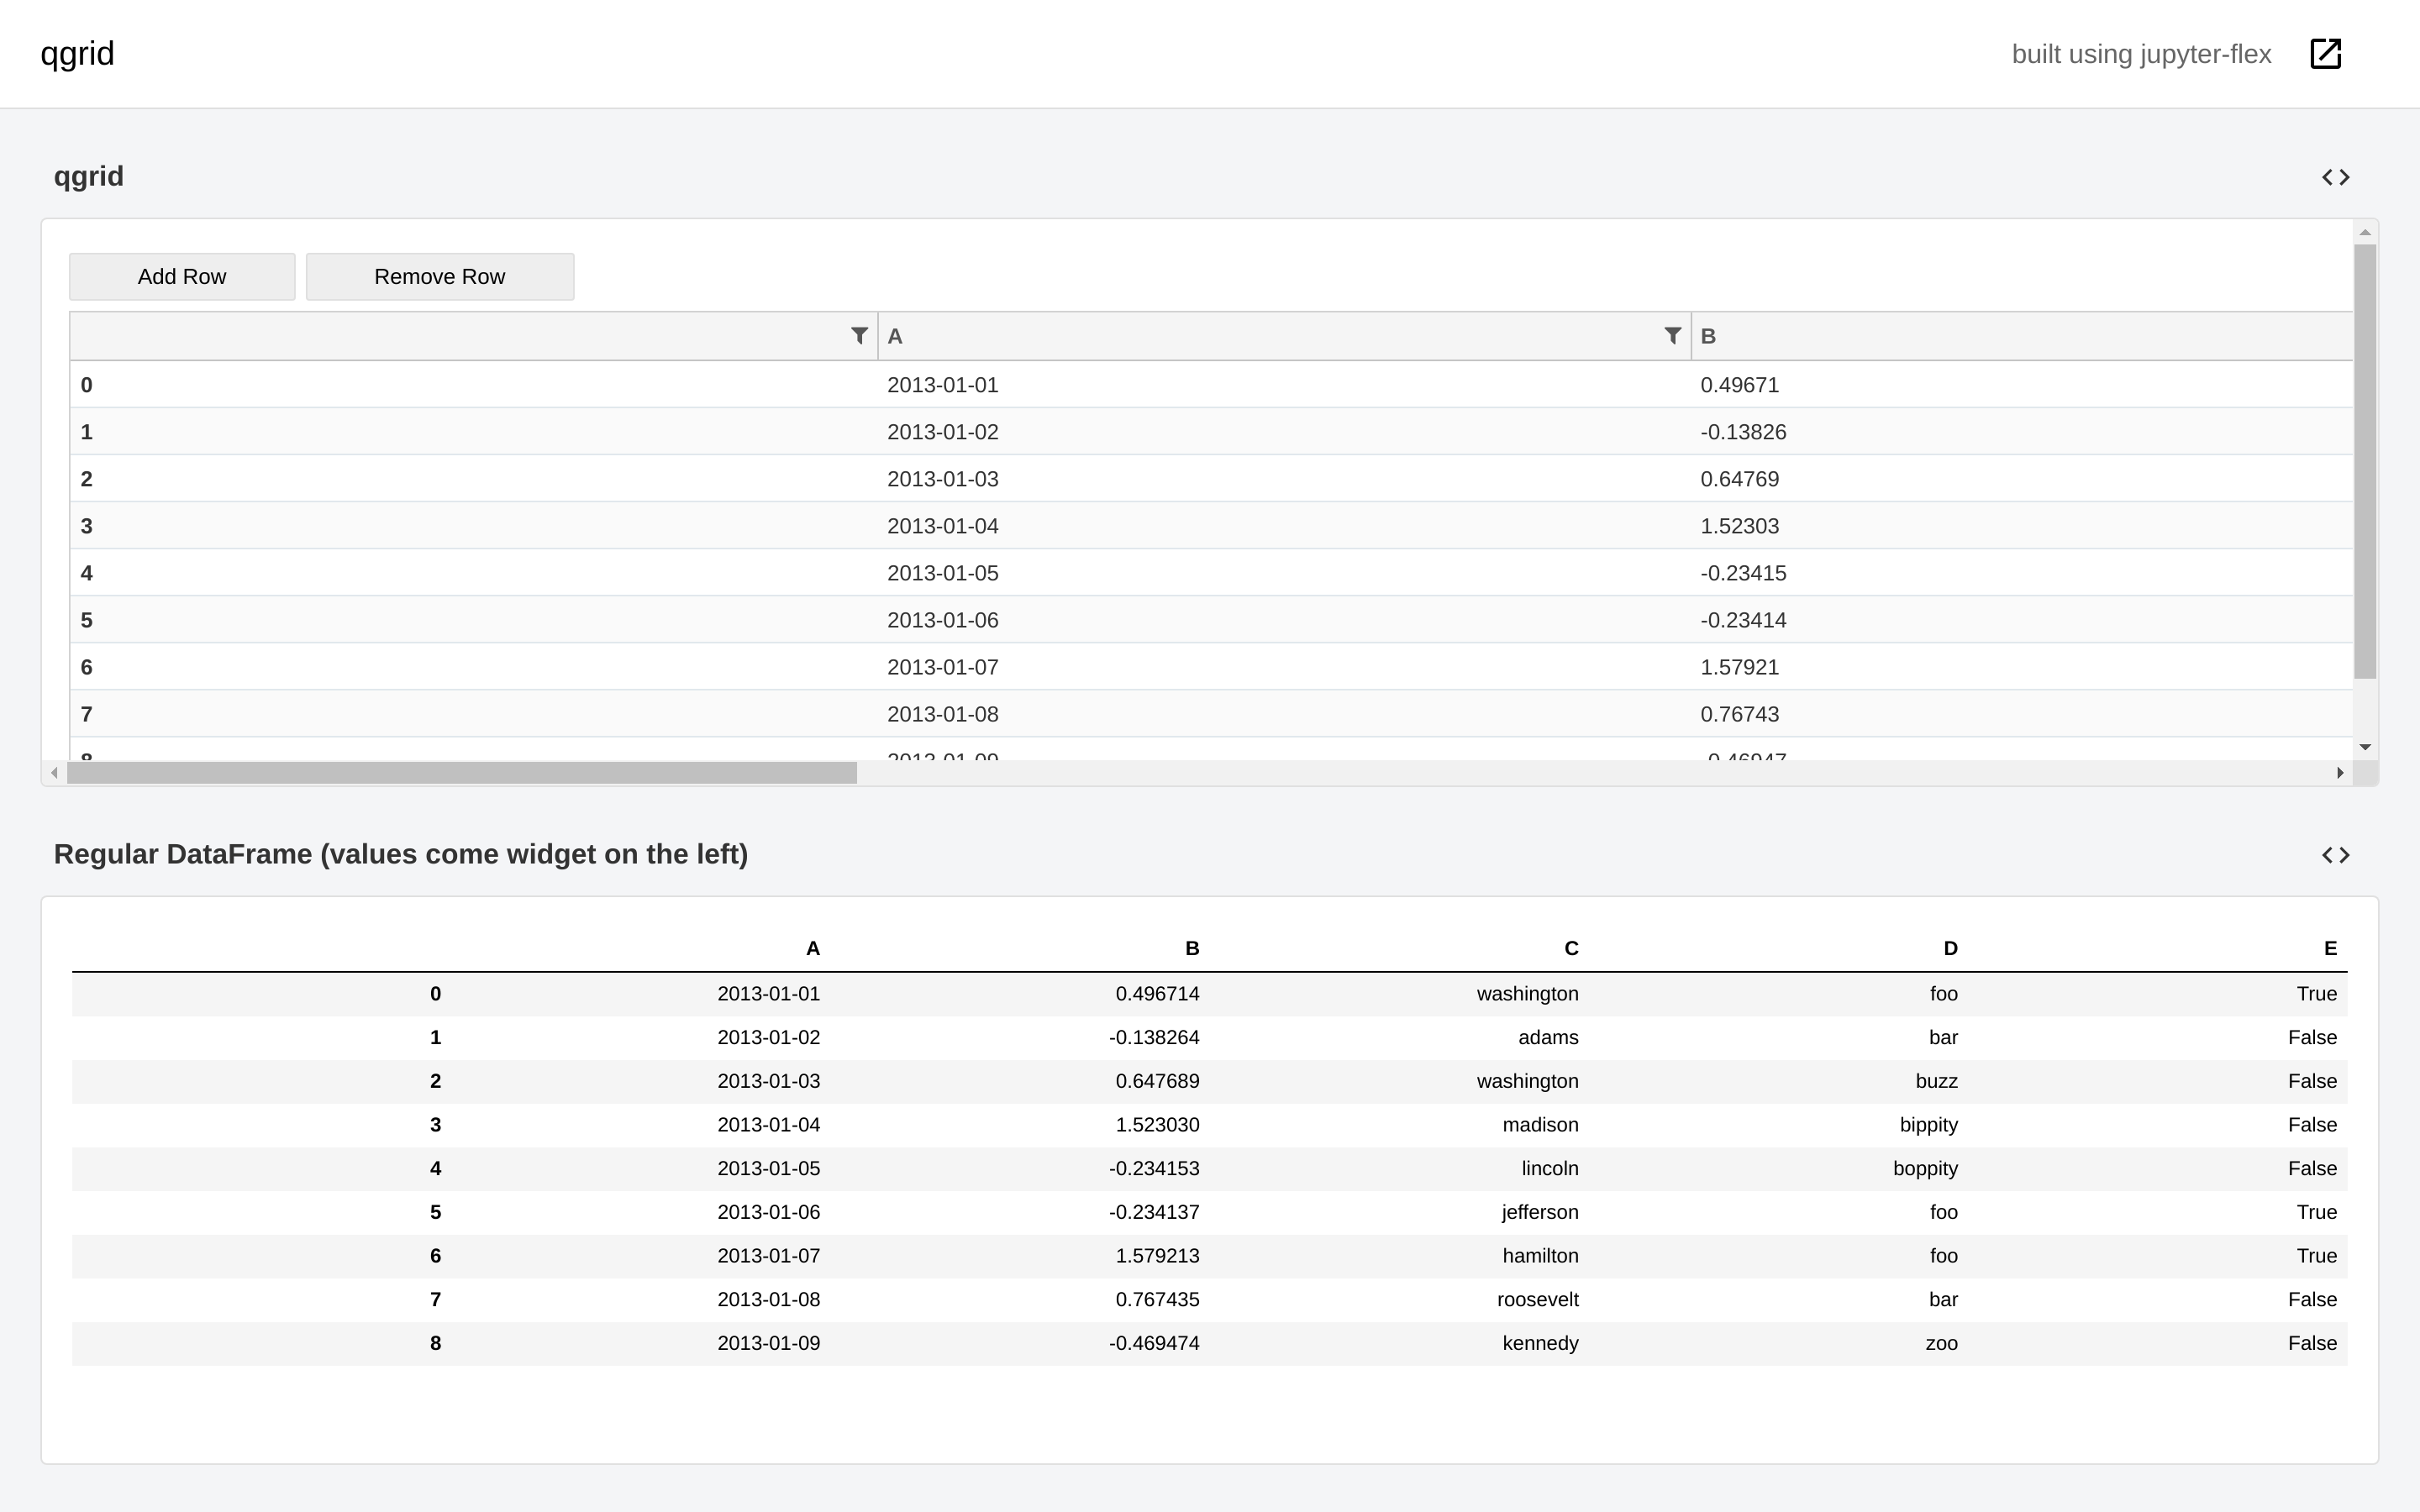 qgrid built using jupyter-flex
qgrid
Add Row Remove Row
A B
0 2013-01-01 0.49671
1 2013-01-02 -0.13826
2 2013-01-03 0.64769
3 2013-01-04 1.52303
4 2013-01-05 -0.23415
5 2013-01-06 -0.23414
6 2013-01-07 1.57921
7 2013-01-08 0.76743
8 2013-01-09 -0.46947
Regular DataFrame (values come widget on the left)
A B C D E
0 2013-01-01 0.496714 washington foo True
1 2013-01-02 -0.138264 adams bar False
2 2013-01-03 0.647689 washington buzz False
3 2013-01-04 1.523030 madison bippity False
4 2013-01-05 -0.234153 lincoln boppity False
5 2013-01-06 -0.234137 jefferson foo True
6 2013-01-07 1.579213 hamilton foo True
7 2013-01-08 0.767435 roosevelt bar False
8 2013-01-09 -0.469474 kennedy zoo False